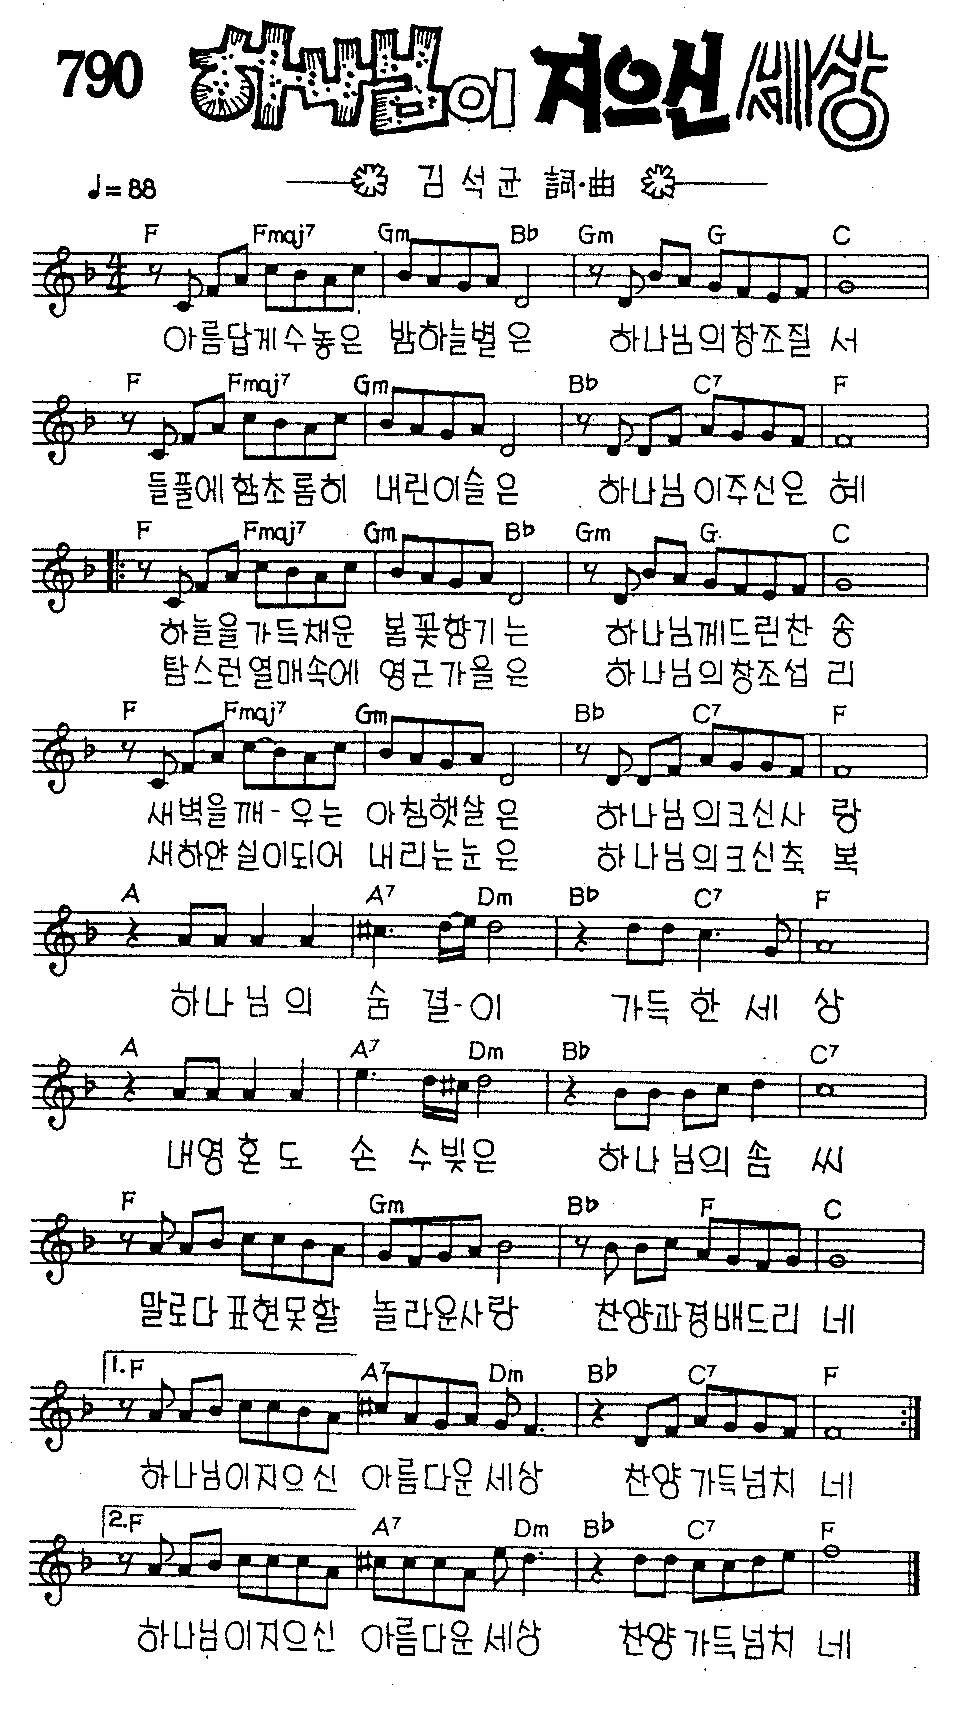 790 하나님이 지으신 세상
♩=88 김석균 詞·曲
F Fmaj7 Gm Bb Gm G C
4/4
아름답게수놓은 밤하늘별은 하나님의창조질서
F Fmaj7 Gm Bb C7 F
들풀에함초롬히 내린이슬은 하나님이주신은혜
F Fmaj7 Gm Bb Gm G C
하늘을가득채운 봄꽃향기는 하나님께드린찬송
탐스런열매속에 영근가을은 하나님의창조섭리
F Fmaj7 Gm Bb C7 F
새벽을깨-우는 아침햇살은 하나님의크신사랑
새하얀실이되어 내리는눈은 하나님의크신축복
A A7 Dm Bb C7 F
하나님의 숨결-이 가득한세상
A A7 Dm Bb C7
내영혼도 손수빚은 하나님의솜씨
F Gm Bb F C
말로다표현못할 놀라운사랑 찬양과경배드리네
1.F A7 Dm Bb C7 F
하나님이지으신 아름다운세상 찬양가득넘치네
2.F A7 Dm Bb C7 F
하나님이지으신 아름다운세상 찬양가득넘치네